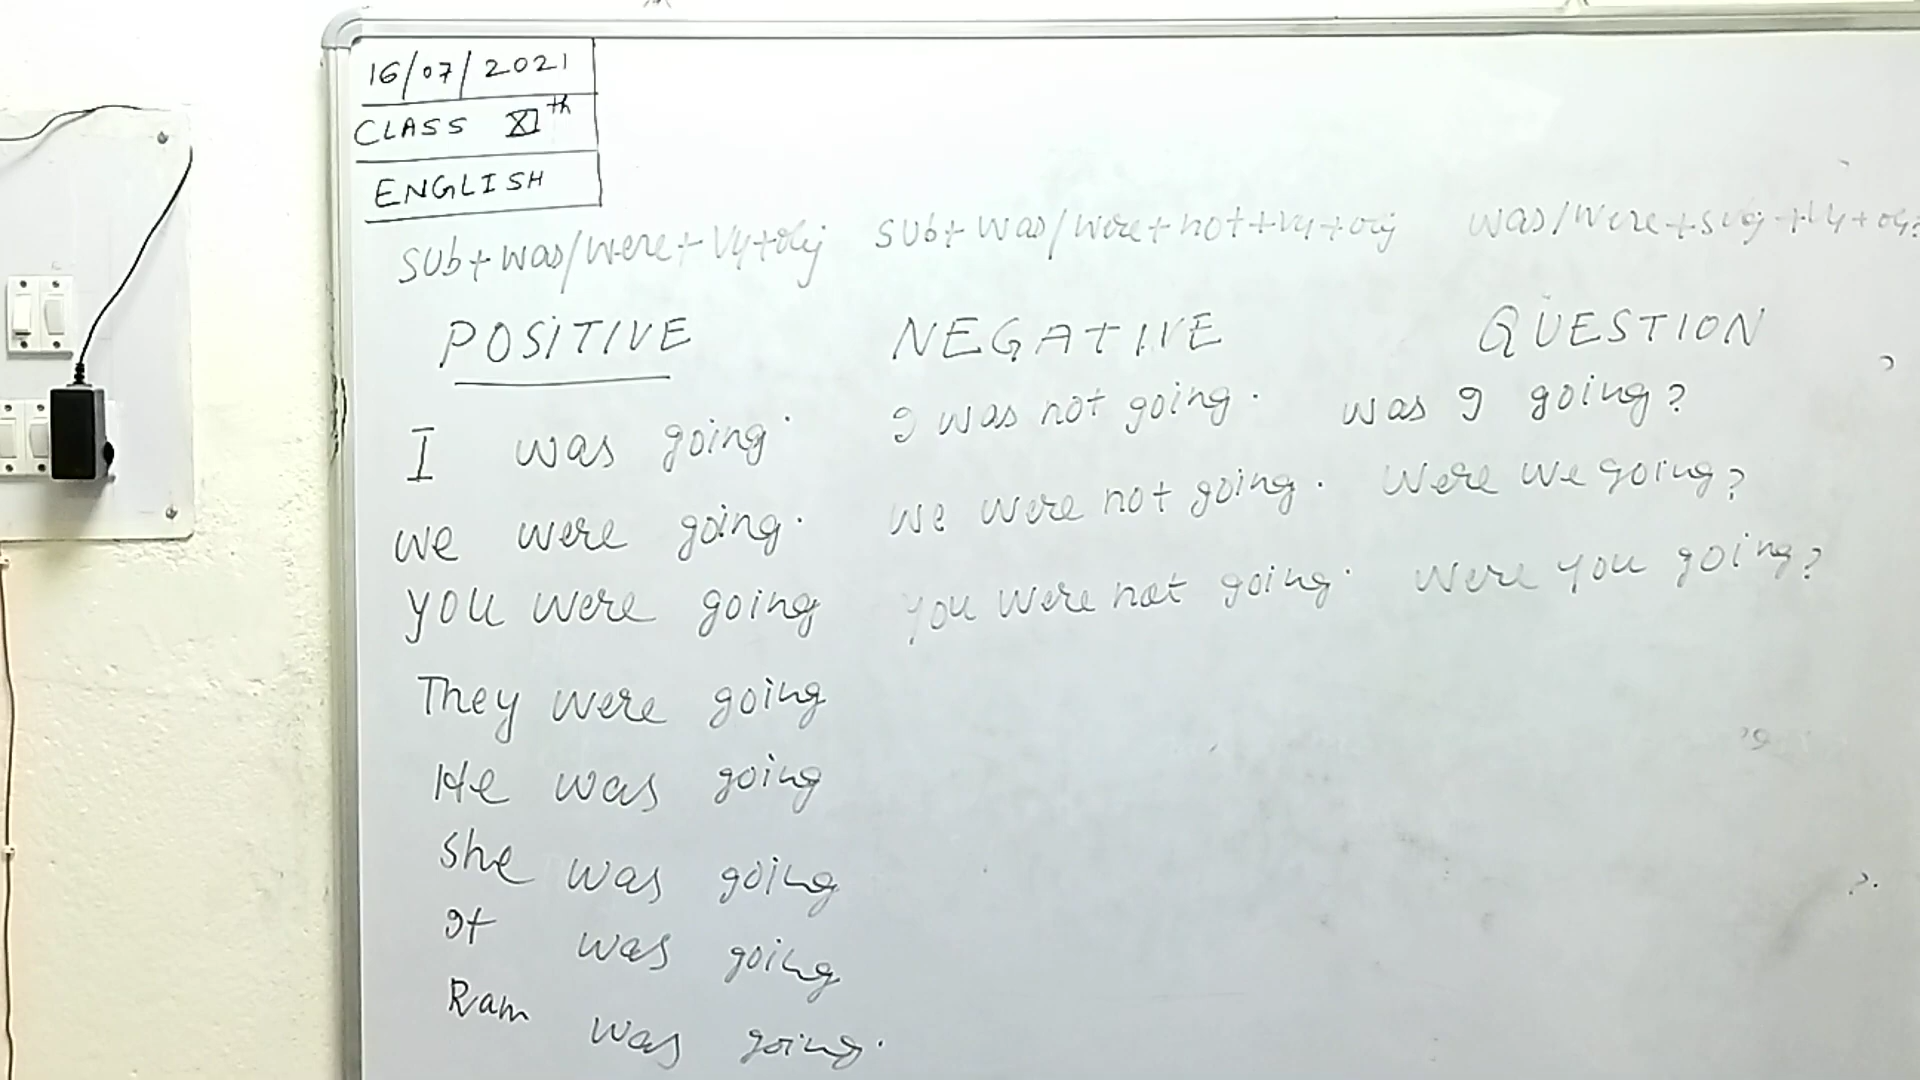 16/07/2021
CLASS XIth
ENGLISH
Sub+was/were+V4+obj Sub+was/were+not+V4+obj was/were+sub+V4+obj?
POSITIVE NEGATIVE QUESTION
I was going. I was not going. was I going?
we were going. we were not going. were we going?
you were going you were not going. were you going?
They were going
He was going
She was going
It was going
Ram was going.